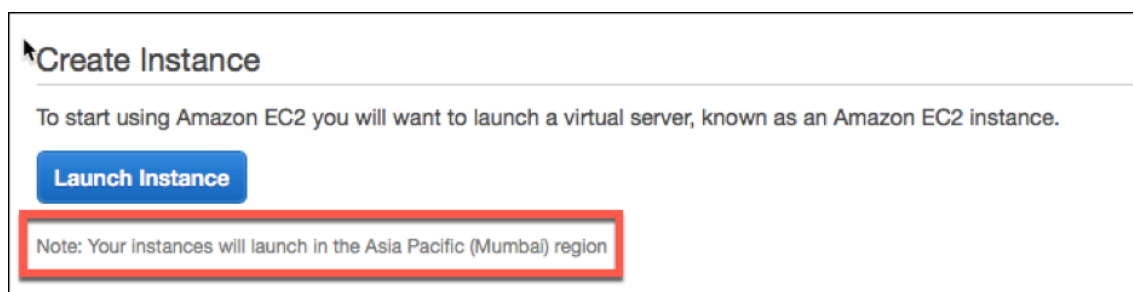 Create Instance
To start using Amazon EC2 you will want to launch a virtual server, known as an Amazon EC2 instance.
Launch Instance
Note: Your instances will launch in the Asia Pacific (Mumbai) region